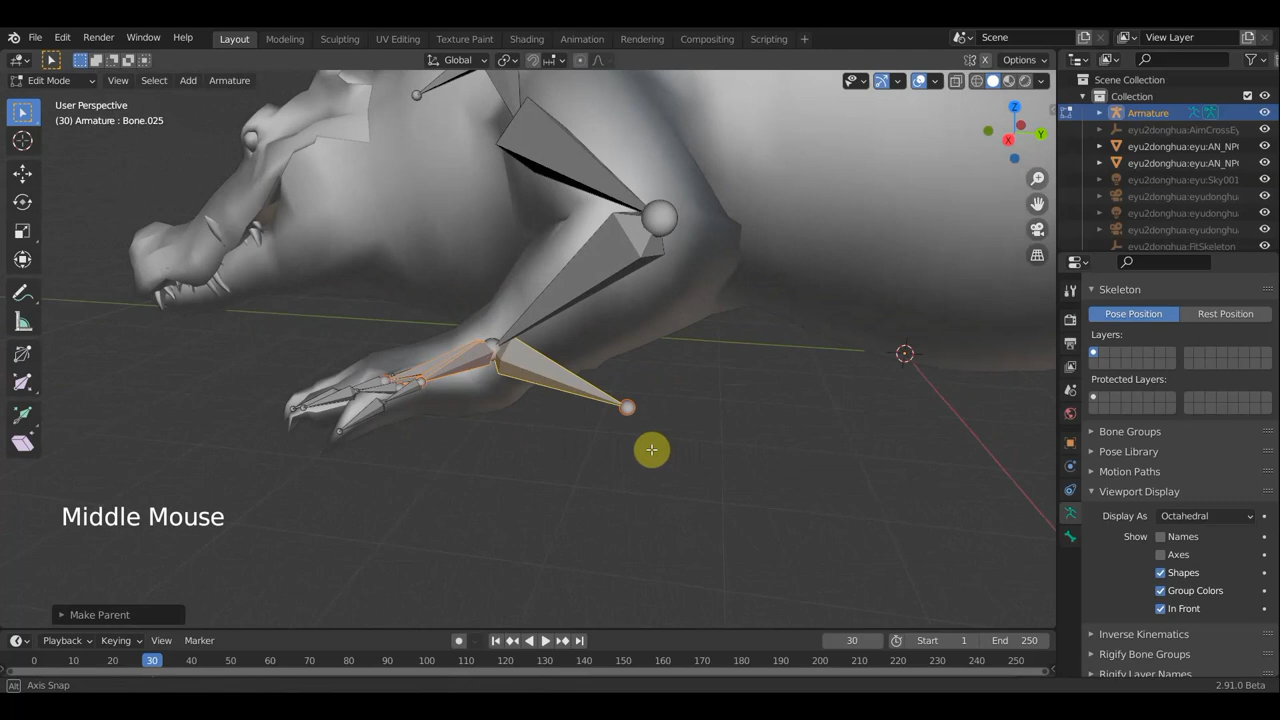 File Edit Render Window Help Layout Modeling Sculpting UV Editing Texture Paint Shading Animation Rendering Compositing Scripting + Scene View Layer
Global Options
Edit Mode View Select Add Armature
User Perspective
(30) Armature : Bone.025
Z
Y
X
Scene Collection
Collection
Armature
eyu2donghua:AimCrossEy
eyu2donghua:eyu:AN_NPC
eyu2donghua:eyu:AN_NPC
eyu2donghua:eyu:Sky001
eyu2donghua:eyudonghu
eyu2donghua:eyudonghu
eyu2donghua:eyudonghu
eyu2donghua:FitSkeleton
Skeleton
Pose Position Rest Position
Layers:
Protected Layers:
Bone Groups
Pose Library
Motion Paths
Viewport Display
Display As Octahedral
Show Names
Axes
Shapes
Group Colors
In Front
Inverse Kinematics
Rigify Bone Groups
Rigify Layer Names
Middle Mouse
Make Parent
Playback Keying View Marker 30 Start 1 End 250
0 10 20 30 40 50 60 70 80 90 100 110 120 130 140 150 160 170 180 190 200 210 220 230 240 250
Alt Axis Snap 2.91.0 Beta